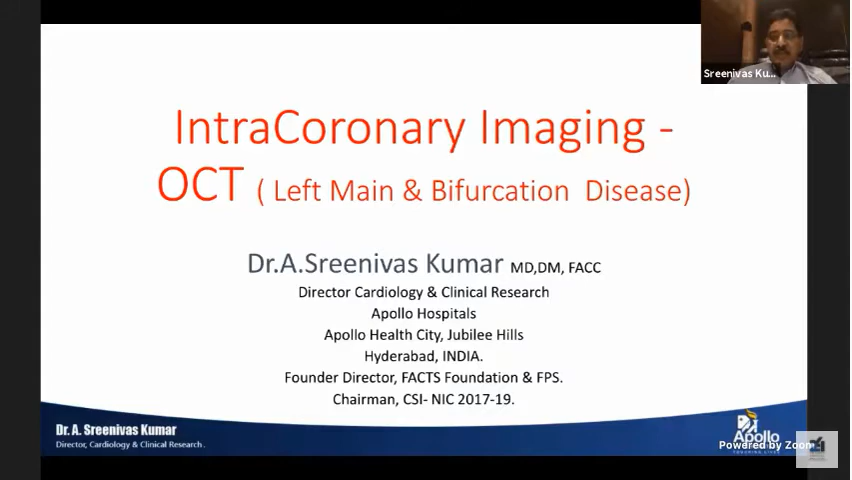 Sreenivas Ku...
IntraCoronary Imaging -
OCT ( Left Main & Bifurcation Disease)
Dr.A.Sreenivas Kumar MD,DM, FACC
Director Cardiology & Clinical Research
Apollo Hospitals
Apollo Health City, Jubilee Hills
Hyderabad, INDIA.
Founder Director, FACTS Foundation & FPS.
Chairman, CSI- NIC 2017-19.
Dr. A. Sreenivas Kumar
Director, Cardiology & Clinical Research.
Apollo
Powered by Zoom